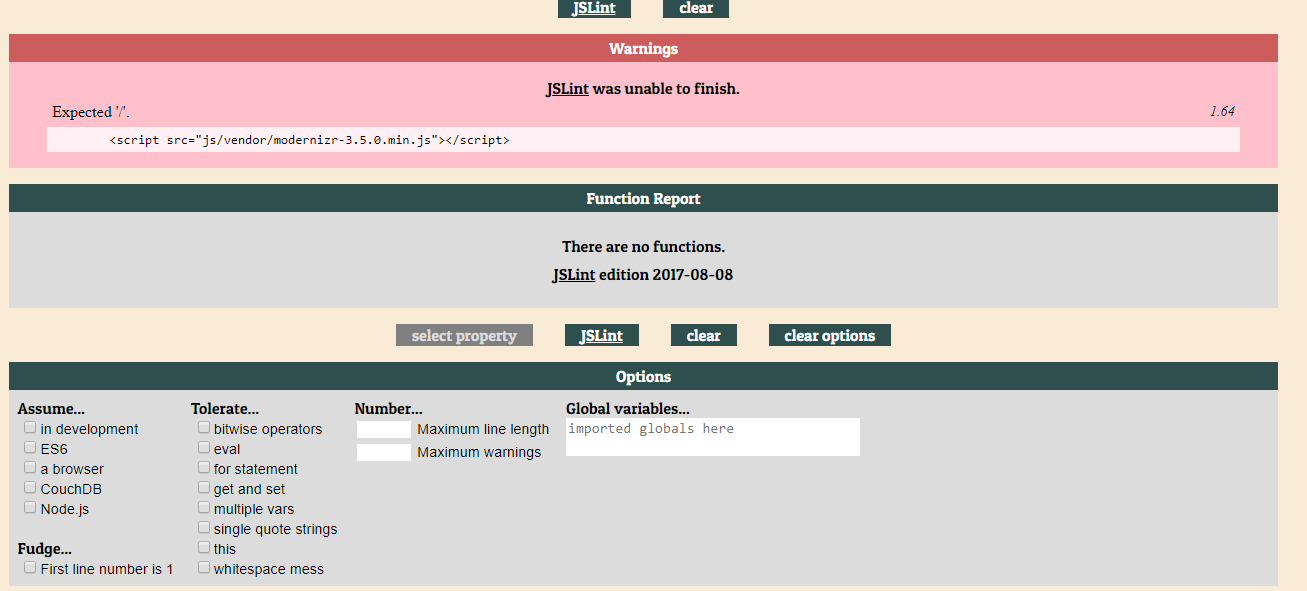 JSLint clear
Warnings
JSLint was unable to finish.
Expected '/'. 1.64
<script src="js/vendor/modernizr-3.5.0.min.js"></script>
Function Report
There are no functions.
JSLint edition 2017-08-08
select property JSLint clear clear options
Options
Assume... Tolerate... Number... Global variables...
in development bitwise operators Maximum line length imported globals here
ES6 eval Maximum warnings
a browser for statement
CouchDB get and set
Node.js multiple vars
single quote strings
Fudge... this
First line number is 1 whitespace mess